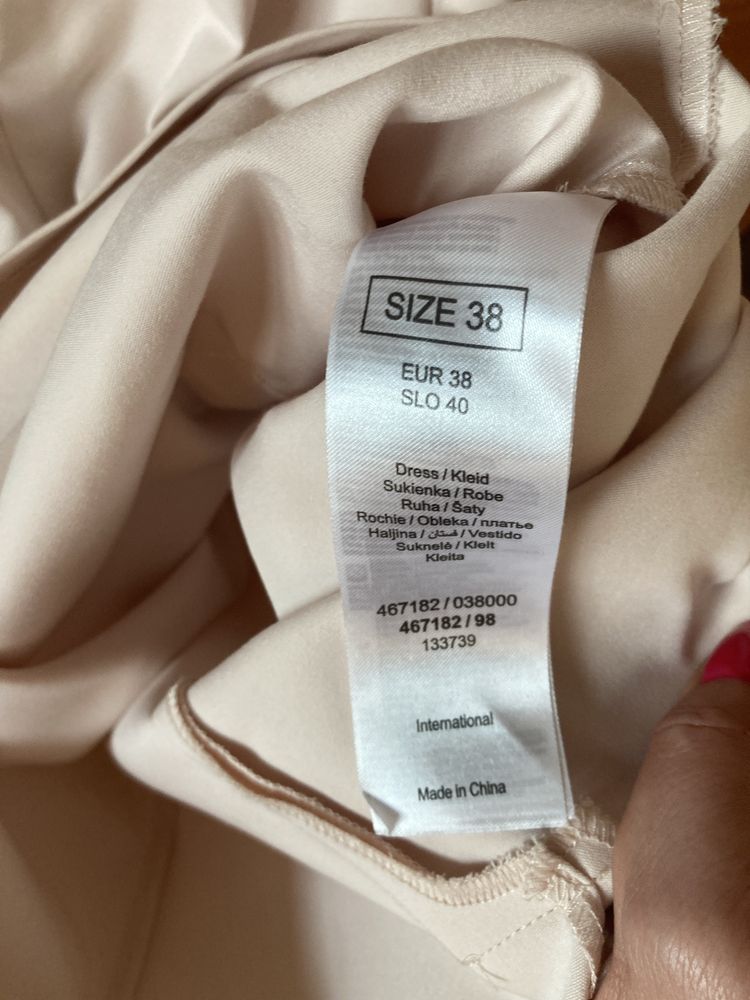 SIZE 38
EUR 38
SLO 40
Dress / Kleid
Sukienka / Robe
Ruha / Šaty
Rochie / Obleka / платье
Haljina / فستان / Vestido
Suknelė / Kleit
Kleita
467182 / 038000
467182 / 98
133739
International
Made in China